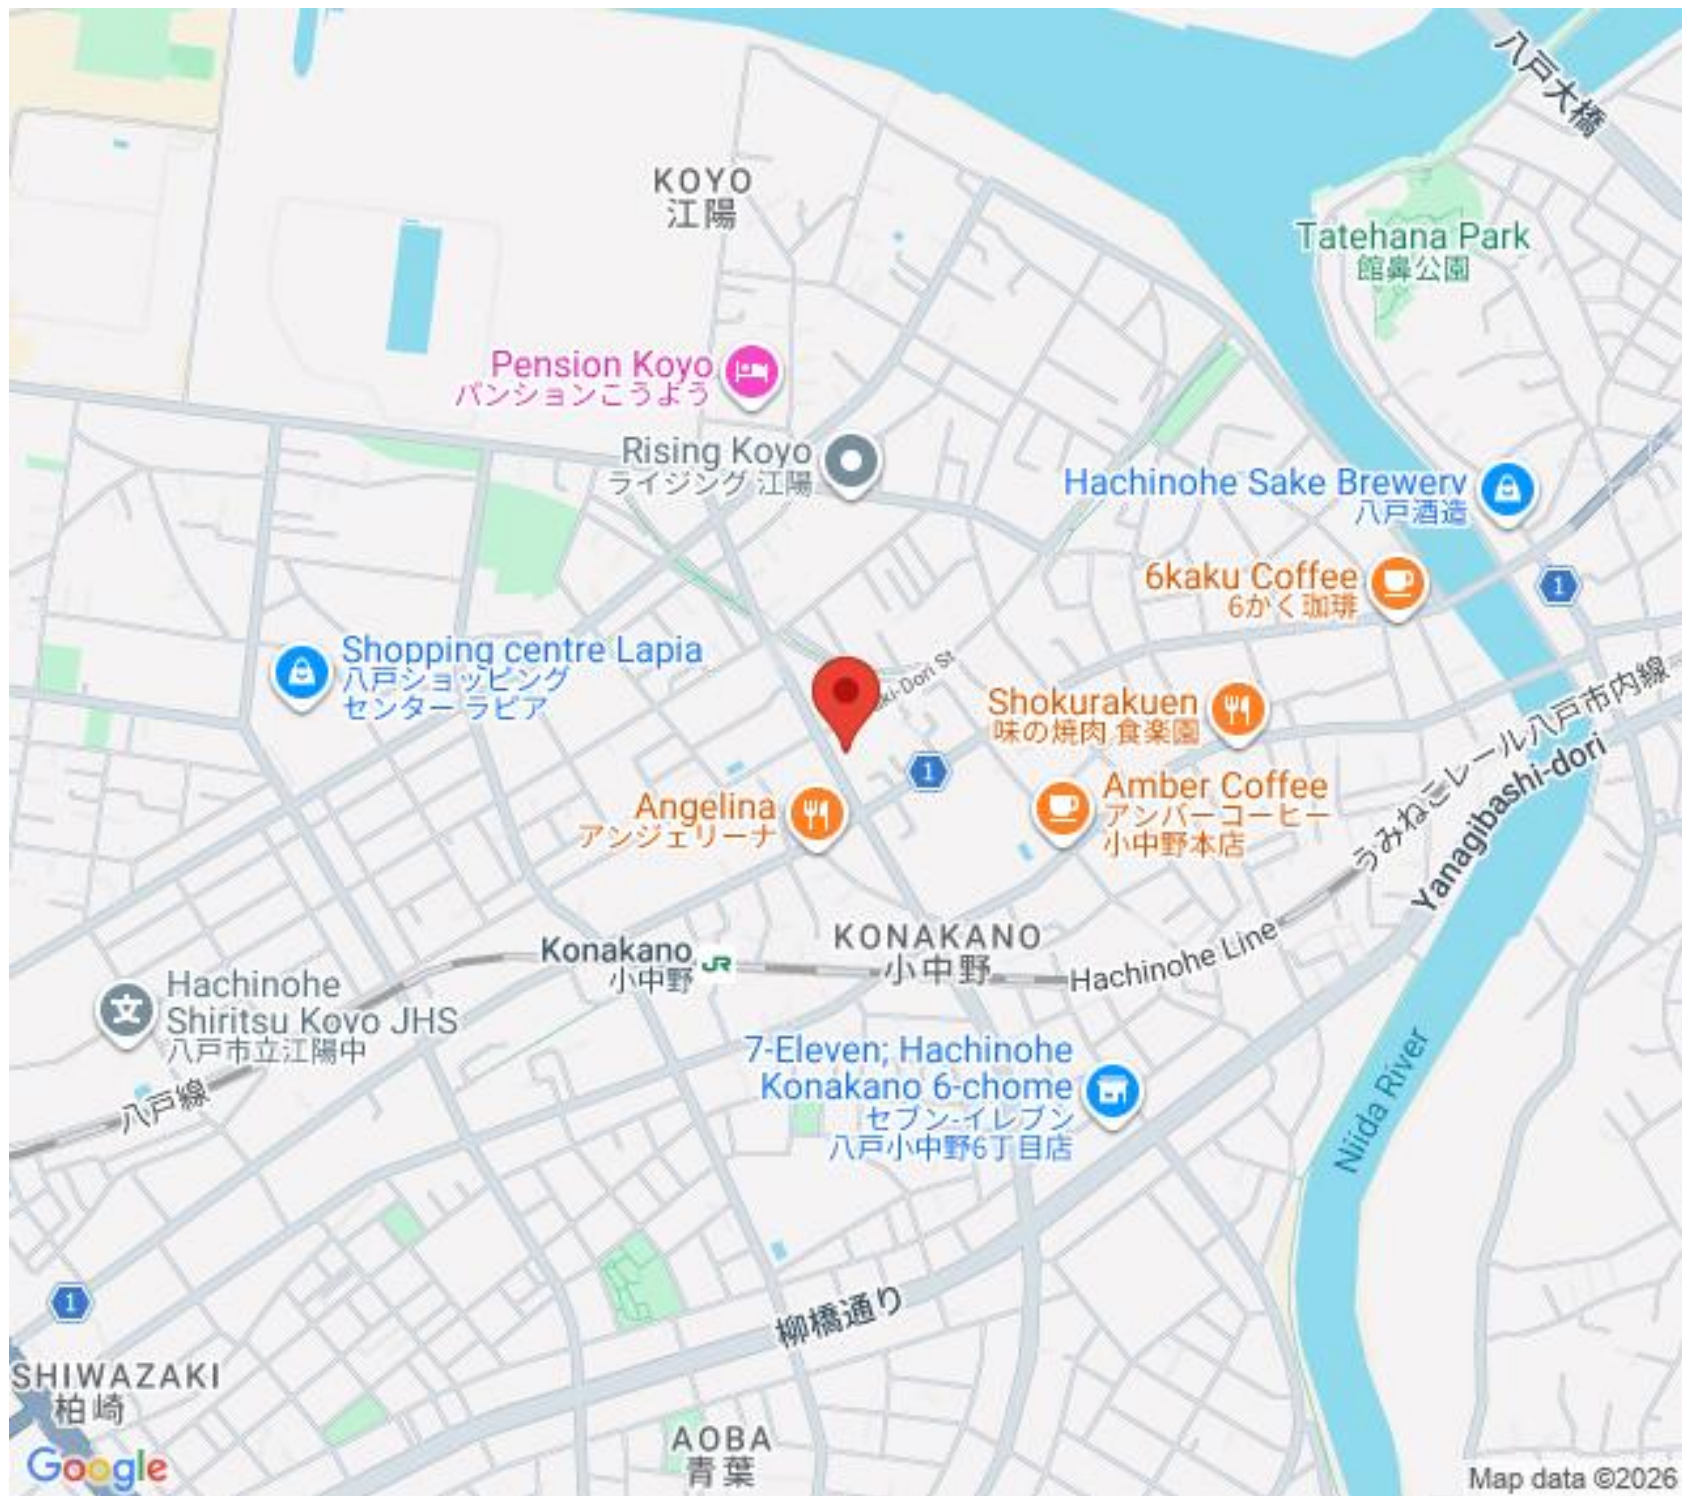 八戸大橋
KOYO
江陽
Tatehana Park
館鼻公園
Pension Koyo
パンションこうよう
Rising Koyo
ライジング 江陽
Hachinohe Sake Brewery
八戸酒造
6kaku Coffee
6かく珈琲
1
Shopping centre Lapia
八戸ショッピング
センター ラピア
ki-Dori St
Shokurakuen
味の焼肉 食楽園
うみねこレール八戸市内線
Yanagibashi-dori
1
Angelina
アンジェリーナ
Amber Coffee
アンバーコーヒー
小中野本店
Konakano
小中野
JR
KONAKANO
小中野
Hachinohe Line
Hachinohe
Shiritsu Koyo JHS
八戸市立江陽中
八戸線
7-Eleven; Hachinohe
Konakano 6-chome
セブン-イレブン
八戸小中野6丁目店
Niida River
1
柳橋通り
SHIWAZAKI
柏崎
AOBA
青葉
Google
Map data ©2026